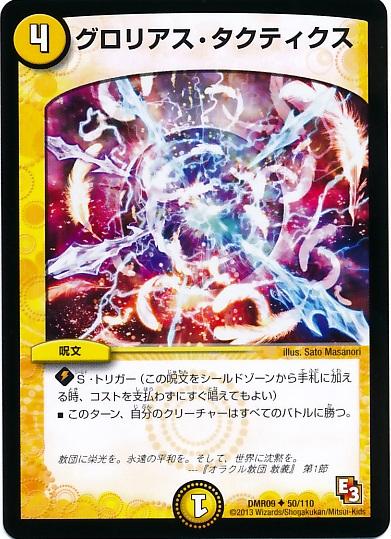 4
グロリアス・タクティクス
呪文
illus. Sato Masanori
S・トリガー（この呪文をシールドゾーンから手札に加え
る時、コストを支払わずにすぐ唱えてもよい）
■ このターン、自分のクリーチャーはすべてのバトルに勝つ。
教団に栄光を。永遠の平和を。そして、世界に沈黙を。
---『オラクル教団 教義』 第1節
1
DMR09 ♦ 50/110
©2013 Wizards/Shogakukan/Mitsui-Kids
E3